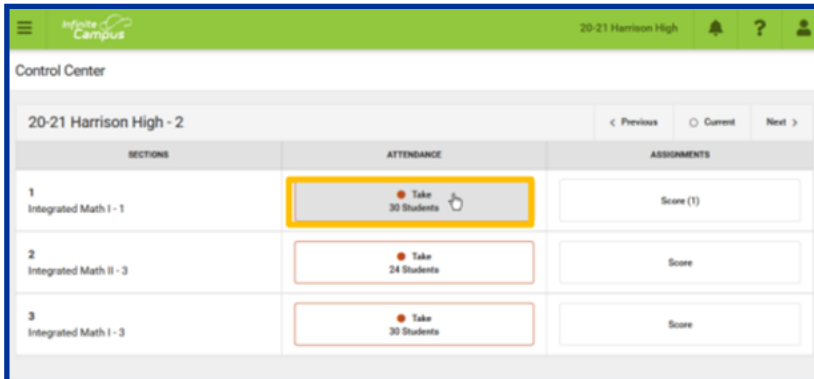 Infinite Campus
20-21 Harrison High
?
Control Center
20-21 Harrison High - 2
< Previous
Current
Next >
SECTIONS
ATTENDANCE
ASSIGNMENTS
1
Integrated Math I - 1
Take
30 Students
Score (1)
2
Integrated Math II - 3
Take
24 Students
Score
3
Integrated Math I - 3
Take
30 Students
Score